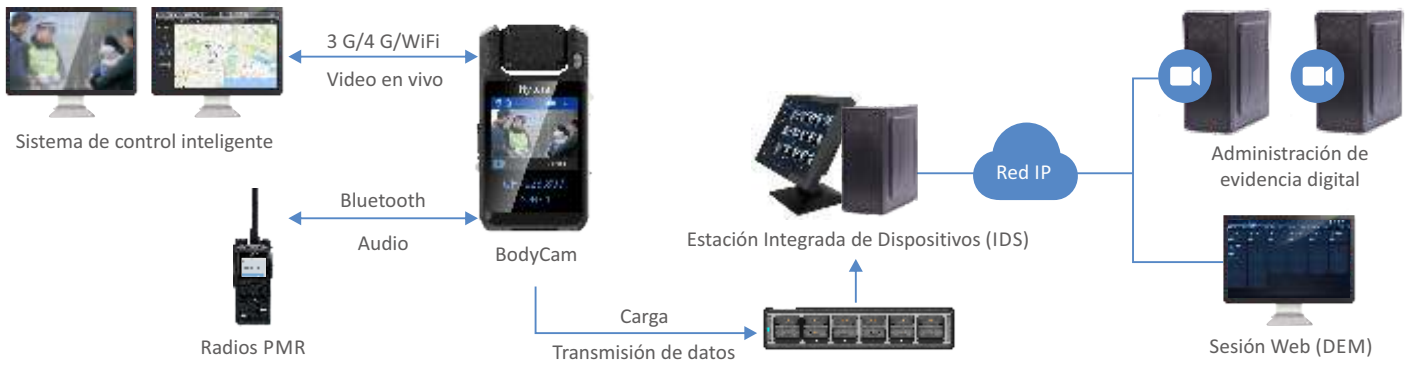 3 G/4 G/WiFi
Video en vivo
Sistema de control inteligente
Bluetooth
Audio
Radios PMR
Hytera
BodyCam
Carga
Transmisión de datos
Estación Integrada de Dispositivos (IDS)
Red IP
Administración de
evidencia digital
Sesión Web (DEM)